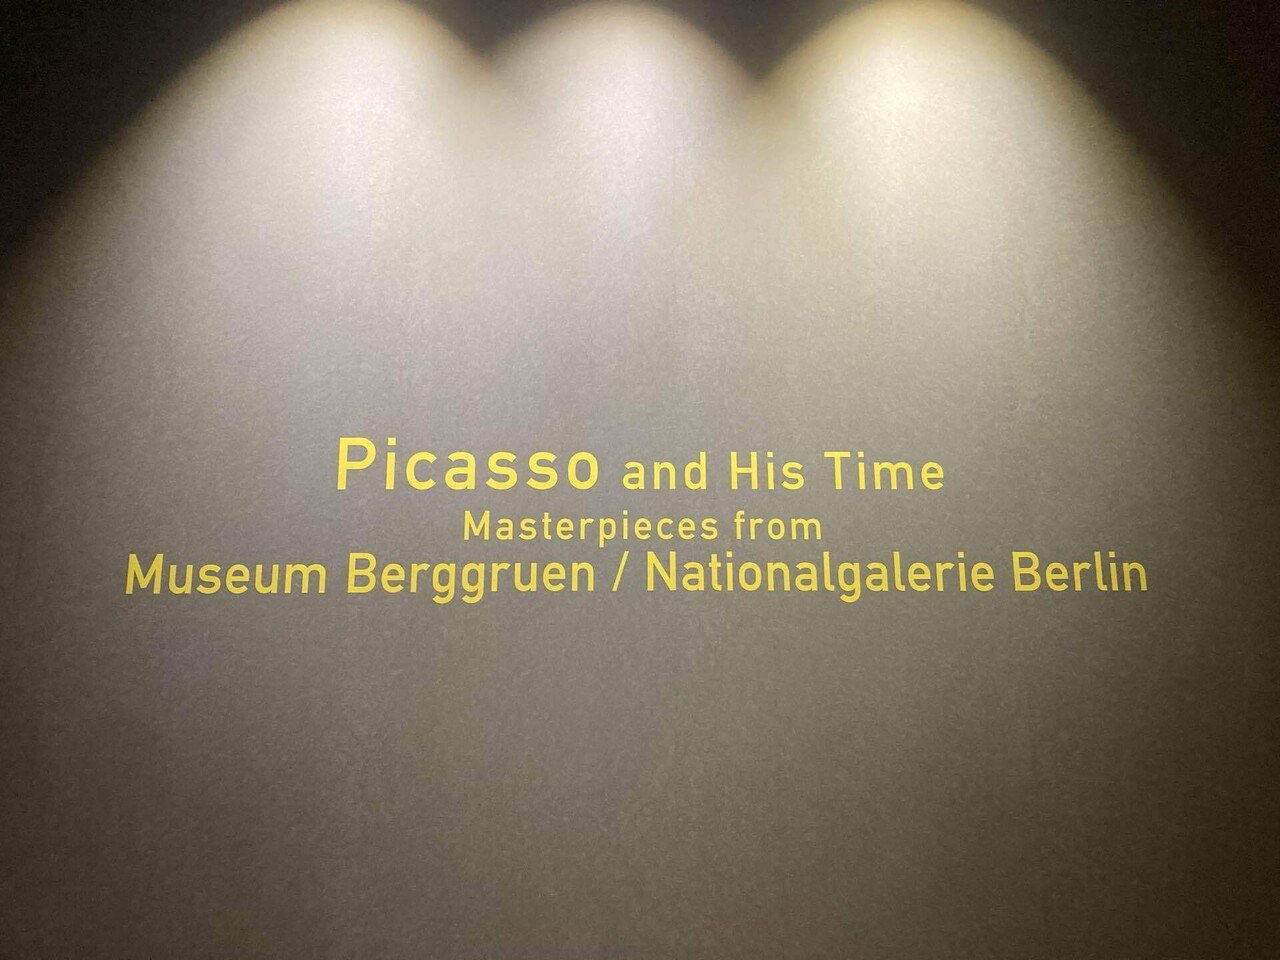 Picasso and His Time
Masterpieces from
Museum Berggruen / Nationalgalerie Berlin